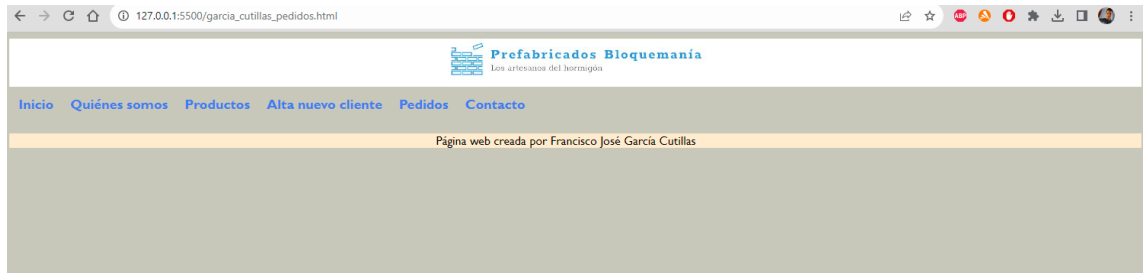 127.0.0.1:5500/garcia_cutillas_pedidos.html
ABP
Prefabricados Bloquemanía
Los artesanos del hormigón
Inicio Quiénes somos Productos Alta nuevo cliente Pedidos Contacto
Página web creada por Francisco José García Cutillas